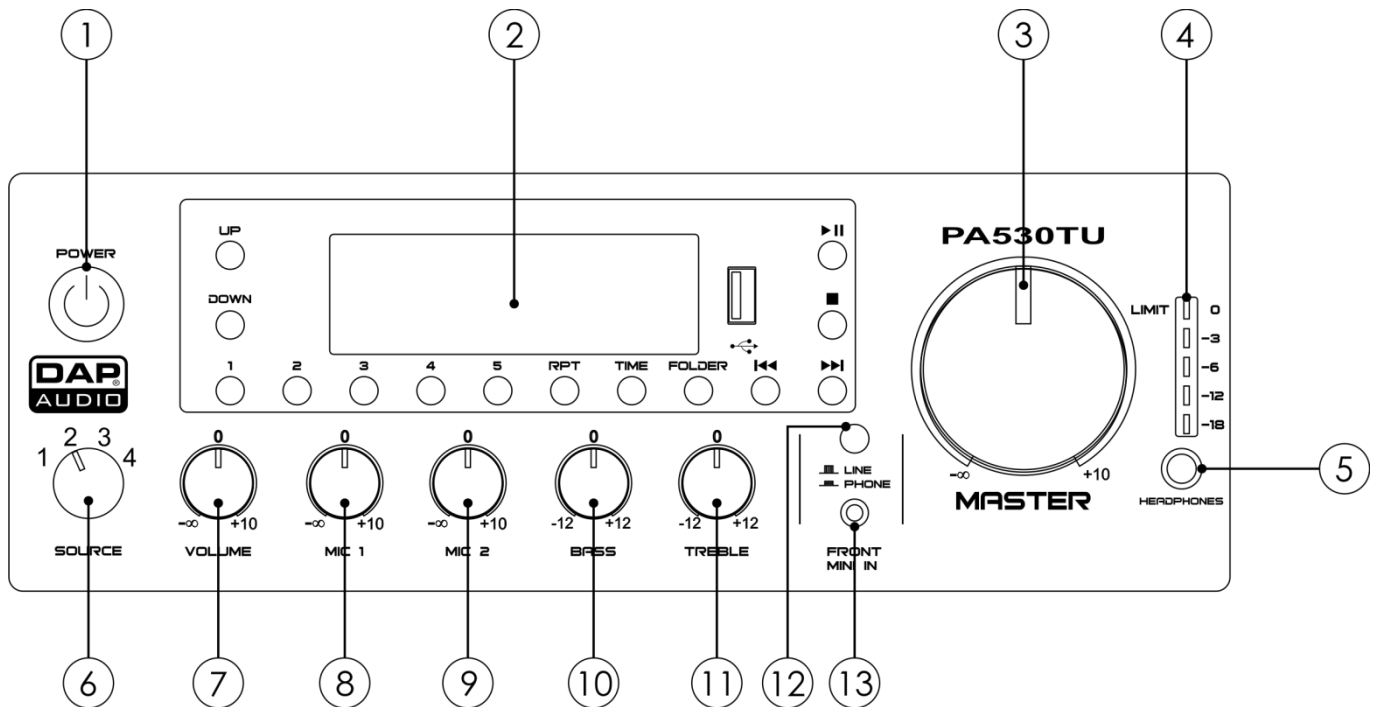 1 2 3 4
PA530TU
UP
POWER
DOWN
LIMIT 0
-3
-6
-12
-18
1 2 3 4 5 RPT TIME FOLDER
DAP®
AUDIO
1 2 3 4
0 0 0 0 0
LINE
PHONE
-∞ +10
MASTER
HEADPHONES
5
-∞ +10 -∞ +10 -∞ +10 -12 +12 -12 +12
SOURCE VOLUME MIC 1 MIC 2 BASS TREBLE
FRONT
MINI IN
6 7 8 9 10 11 12 13